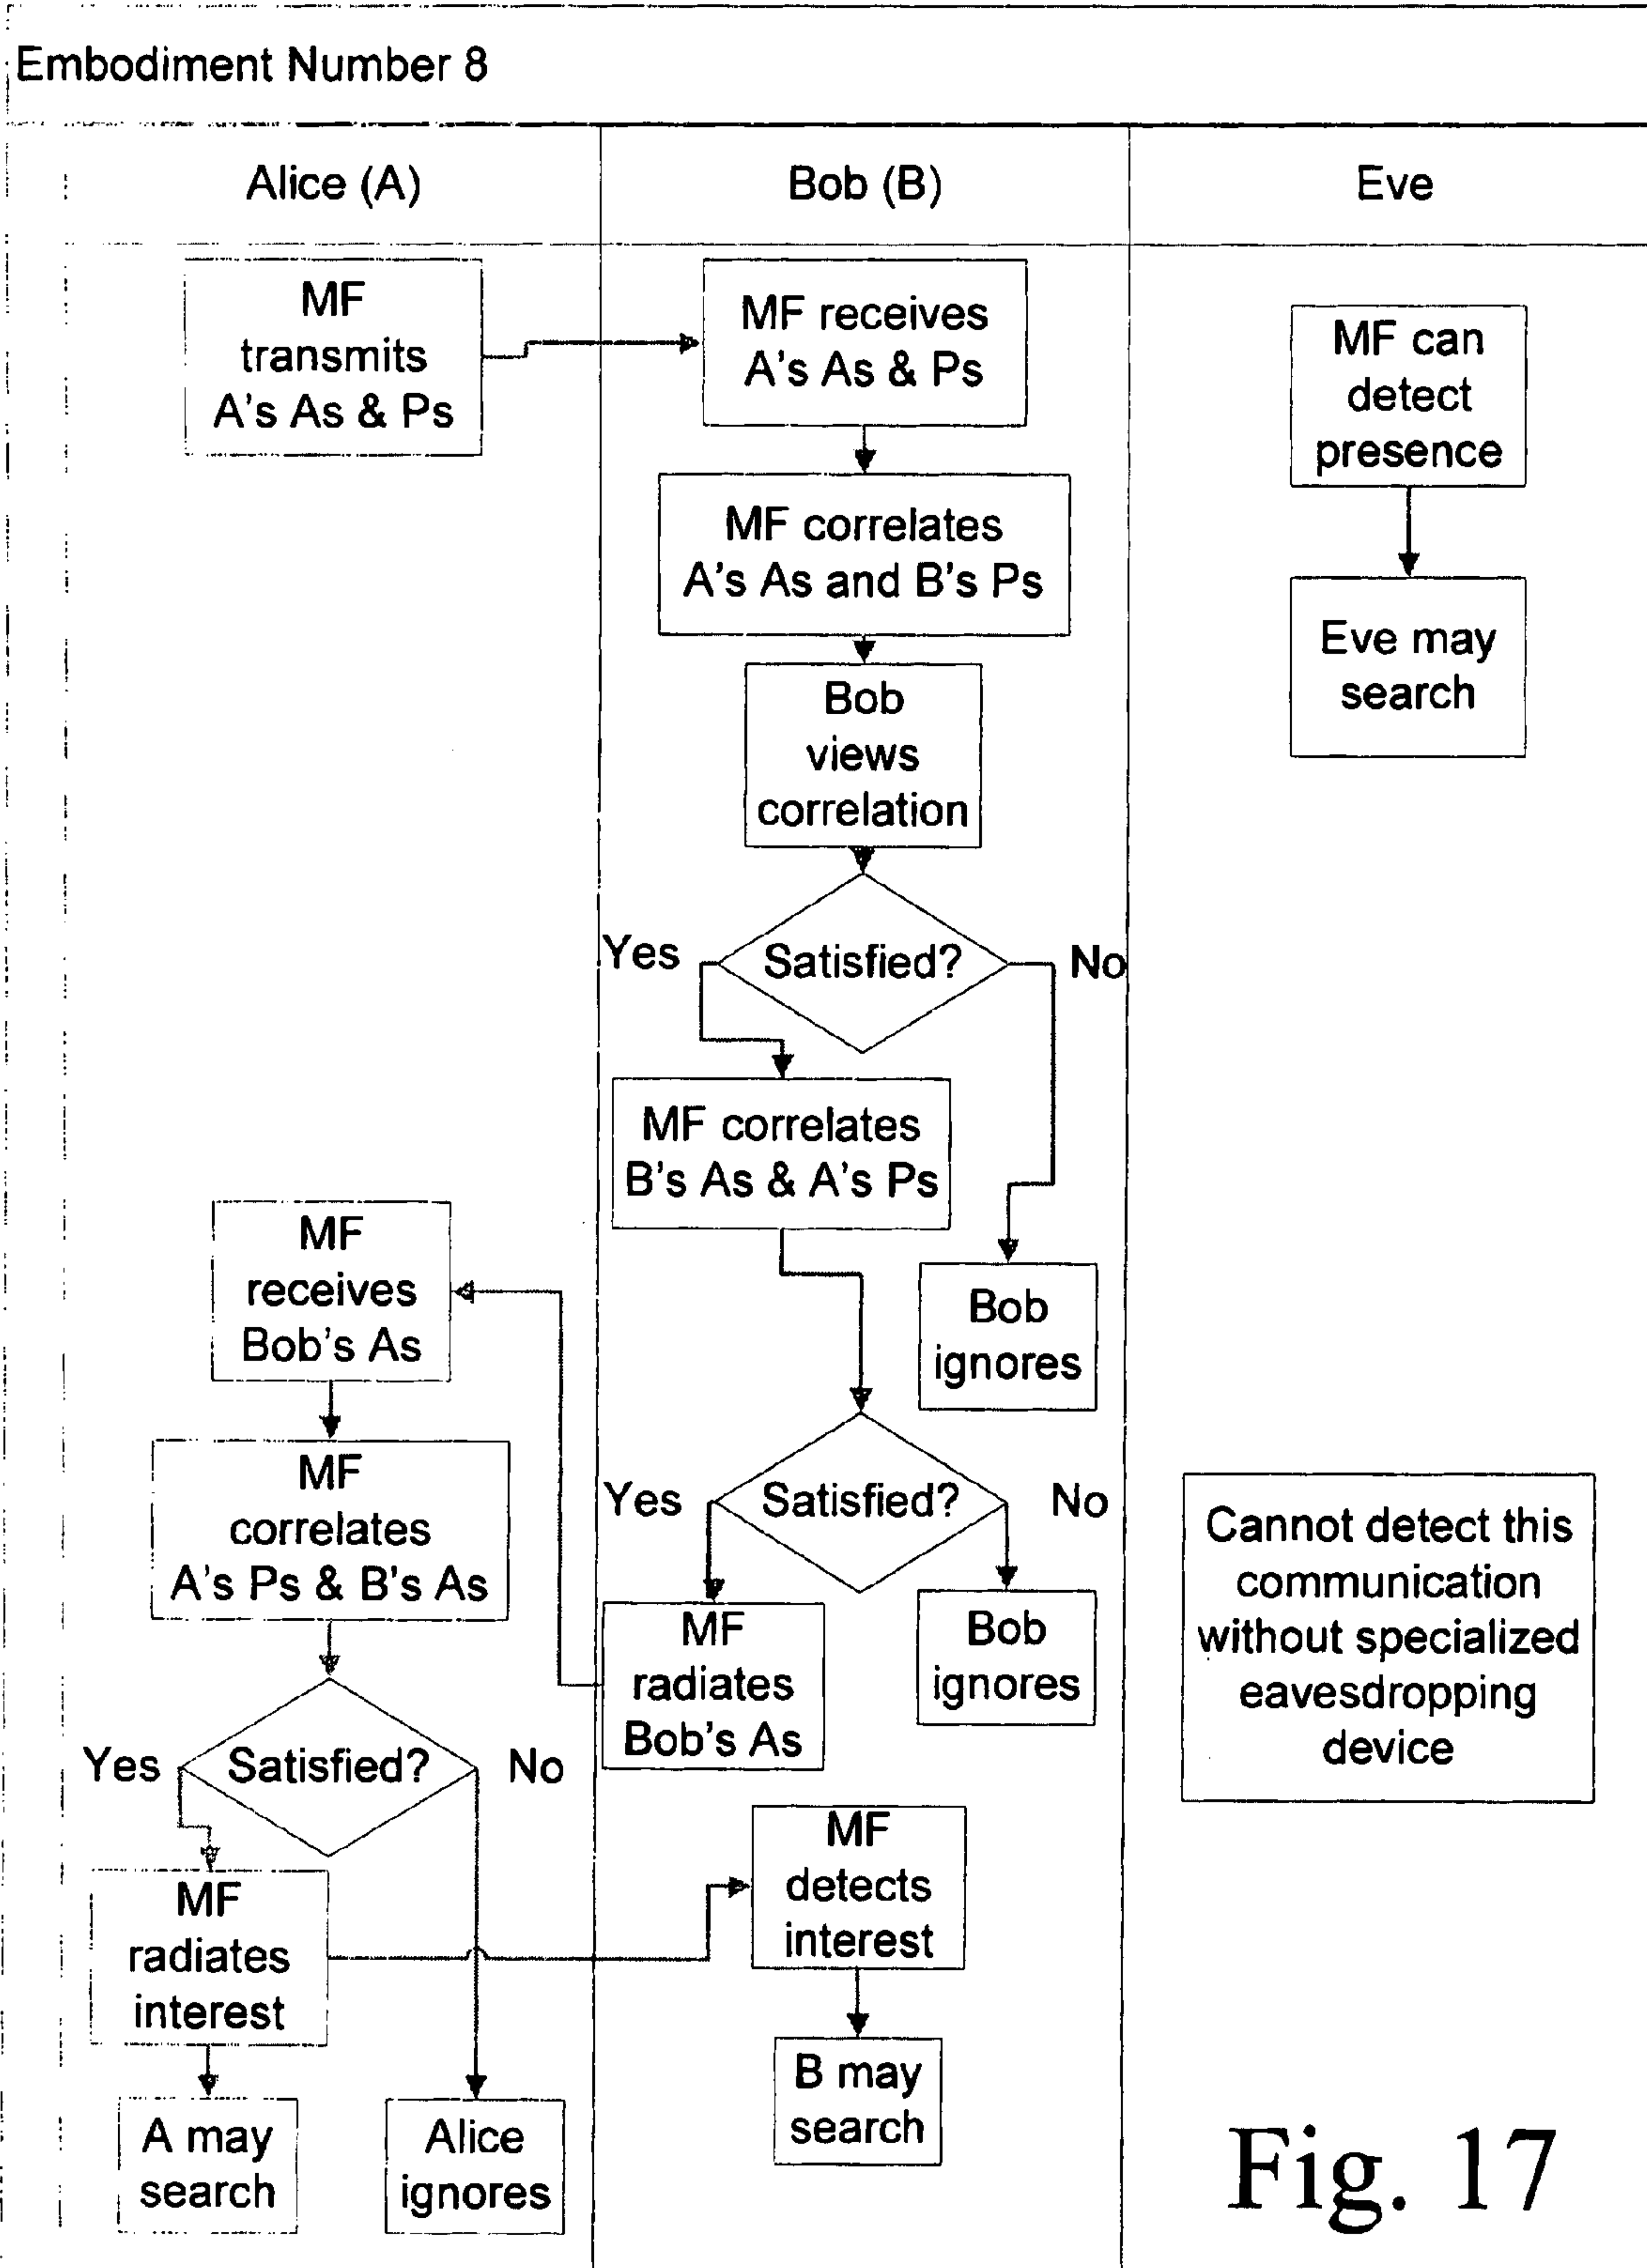 Embodiment Number 8
Alice (A)
Bob (B)
Eve
MF
transmits
A's As & Ps
MF receives
A's As & Ps
MF can
detect
presence
MF correlates
A's As and B's Ps
Eve may
search
Bob
views
correlation
Yes
Satisfied?
No
MF correlates
B's As & A's Ps
Bob
ignores
MF
receives
Bob's As
MF
correlates
A's Ps & B's As
Yes
Satisfied?
No
Cannot detect this
communication
without specialized
eavesdropping
device
MF
radiates
Bob's As
Bob
ignores
Yes
Satisfied?
No
MF
radiates
interest
MF
detects
interest
A may
search
Alice
ignores
B may
search
Fig. 17